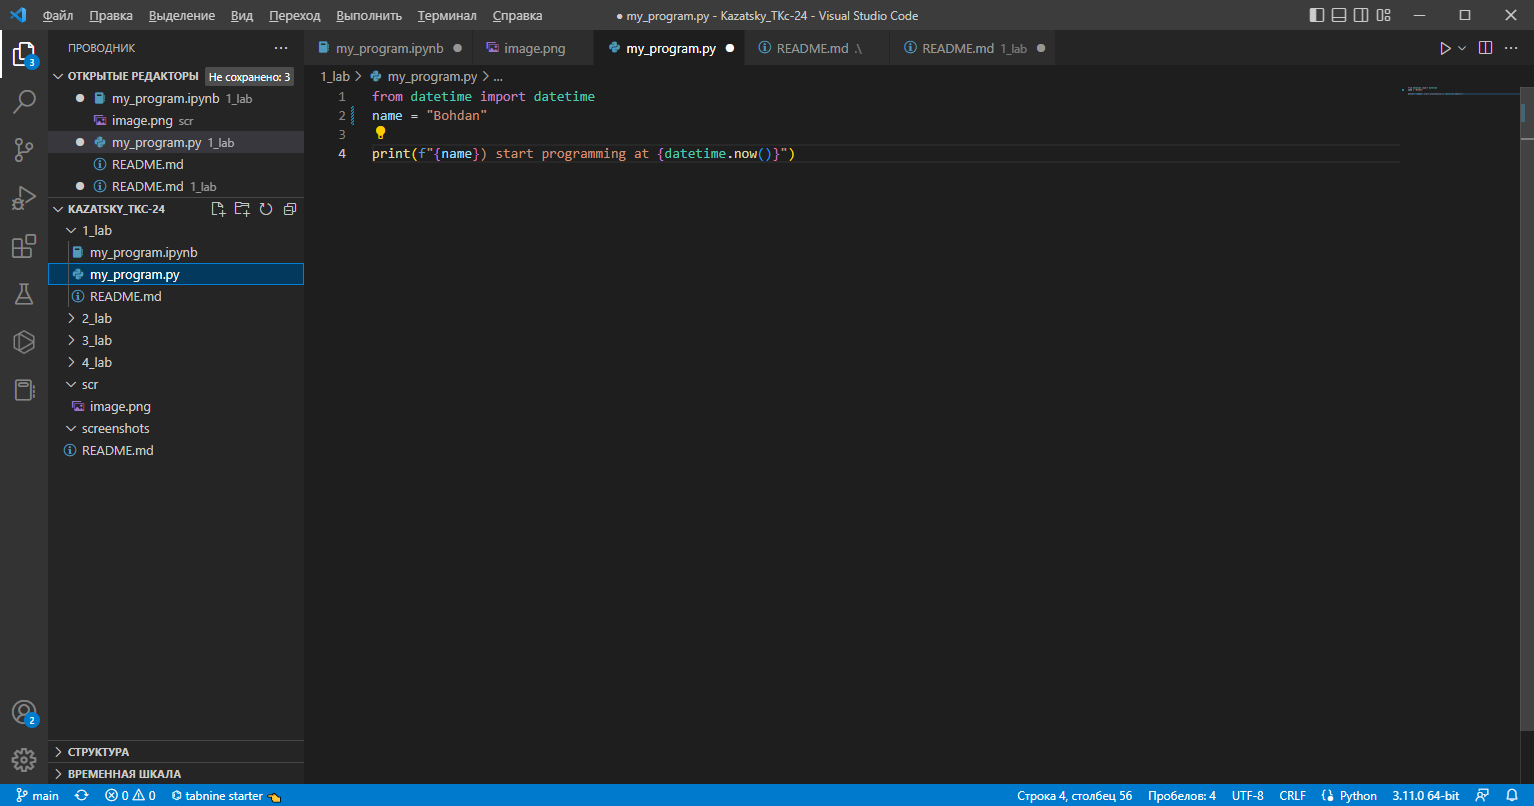 Файл Правка Выделение Вид Переход Выполнить Терминал Справка
● my_program.py - Kazatsky_TKc-24 - Visual Studio Code
ПРОВОДНИК
ОТКРЫТЫЕ РЕДАКТОРЫ Не сохранено: 3
my_program.ipynb 1_lab
image.png scr
my_program.py 1_lab
README.md
README.md 1_lab
KAZATSKY_TKC-24
1_lab
my_program.ipynb
my_program.py
README.md
2_lab
3_lab
4_lab
scr
image.png
screenshots
README.md
СТРУКТУРА
ВРЕМЕННАЯ ШКАЛА
3
2
my_program.ipynb image.png my_program.py README.md .\ README.md 1_lab
1_lab > my_program.py > ...
1 from datetime import datetime
2 name = "Bohdan"
3
4 print(f"{name}) start programming at {datetime.now()}")
main 0 0 tabnine starter
Строка 4, столбец 56 Пробелов: 4 UTF-8 CRLF Python 3.11.0 64-bit